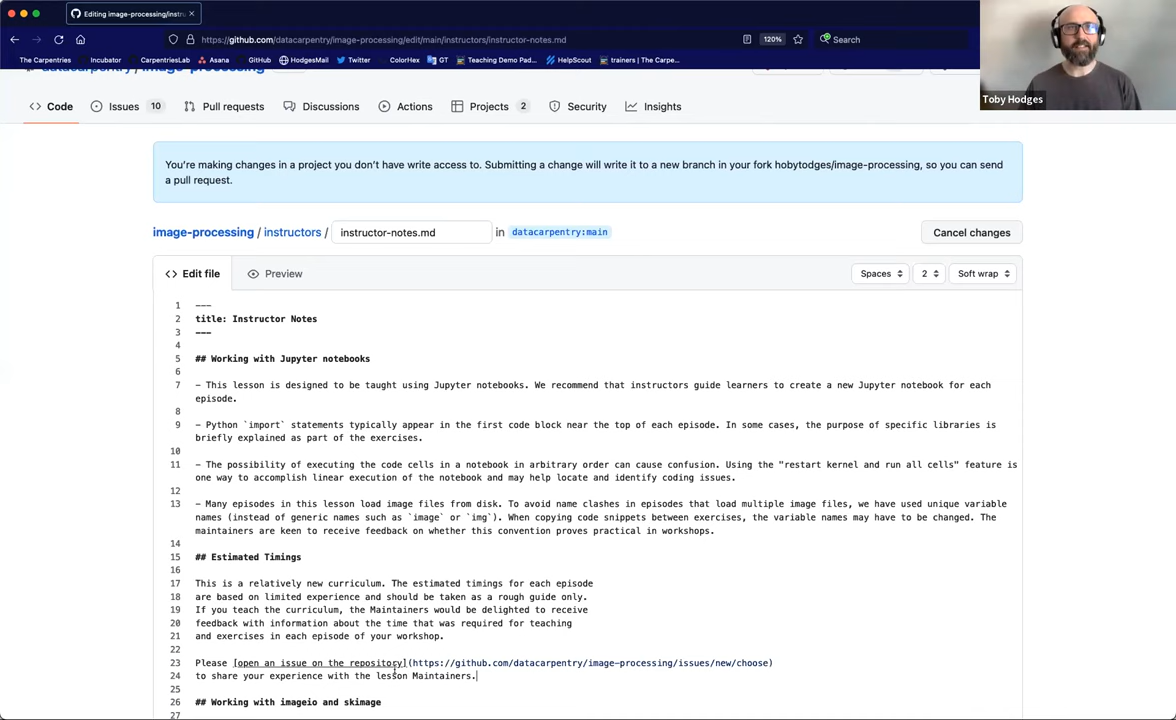 Editing image-processing/instru
https://github.com/datacarpentry/image-processing/edit/main/instructors/instructor-notes.md
120%
Search
The Carpentries
Incubator
CarpentriesLab
Asana
GitHub
HodgesMail
Twitter
ColorHex
GT
Teaching Demo Pad...
HelpScout
trainers | The Carpe...
Toby Hodges
datacarpentry/image-processing
Code
Issues 10
Pull requests
Discussions
Actions
Projects 2
Security
Insights
You're making changes in a project you don't have write access to. Submitting a change will write it to a new branch in your fork hobytodges/image-processing, so you can send
a pull request.
image-processing / instructors / instructor-notes.md in datacarpentry:main
Cancel changes
Edit file
Preview
Spaces
2
Soft wrap
1 ---
2 title: Instructor Notes
3 ---
4
5 ## Working with Jupyter notebooks
6
7 - This lesson is designed to be taught using Jupyter notebooks. We recommend that instructors guide learners to create a new Jupyter notebook for each
episode.
8
9 - Python `import` statements typically appear in the first code block near the top of each episode. In some cases, the purpose of specific libraries is
briefly explained as part of the exercises.
10
11 - The possibility of executing the code cells in a notebook in arbitrary order can cause confusion. Using the "restart kernel and run all cells" feature is
one way to accomplish linear execution of the notebook and may help locate and identify coding issues.
12
13 - Many episodes in this lesson load image files from disk. To avoid name clashes in episodes that load multiple image files, we have used unique variable
names (instead of generic names such as `image` or `img`). When copying code snippets between exercises, the variable names may have to be changed. The
maintainers are keen to receive feedback on whether this convention proves practical in workshops.
14
15 ## Estimated Timings
16
17 This is a relatively new curriculum. The estimated timings for each episode
18 are based on limited experience and should be taken as a rough guide only.
19 If you teach the curriculum, the Maintainers would be delighted to receive
20 feedback with information about the time that was required for teaching
21 and exercises in each episode of your workshop.
22
23 Please [open an issue on the repository](https://github.com/datacarpentry/image-processing/issues/new/choose)
24 to share your experience with the lesson Maintainers.
25
26 ## Working with imageio and skimage
27